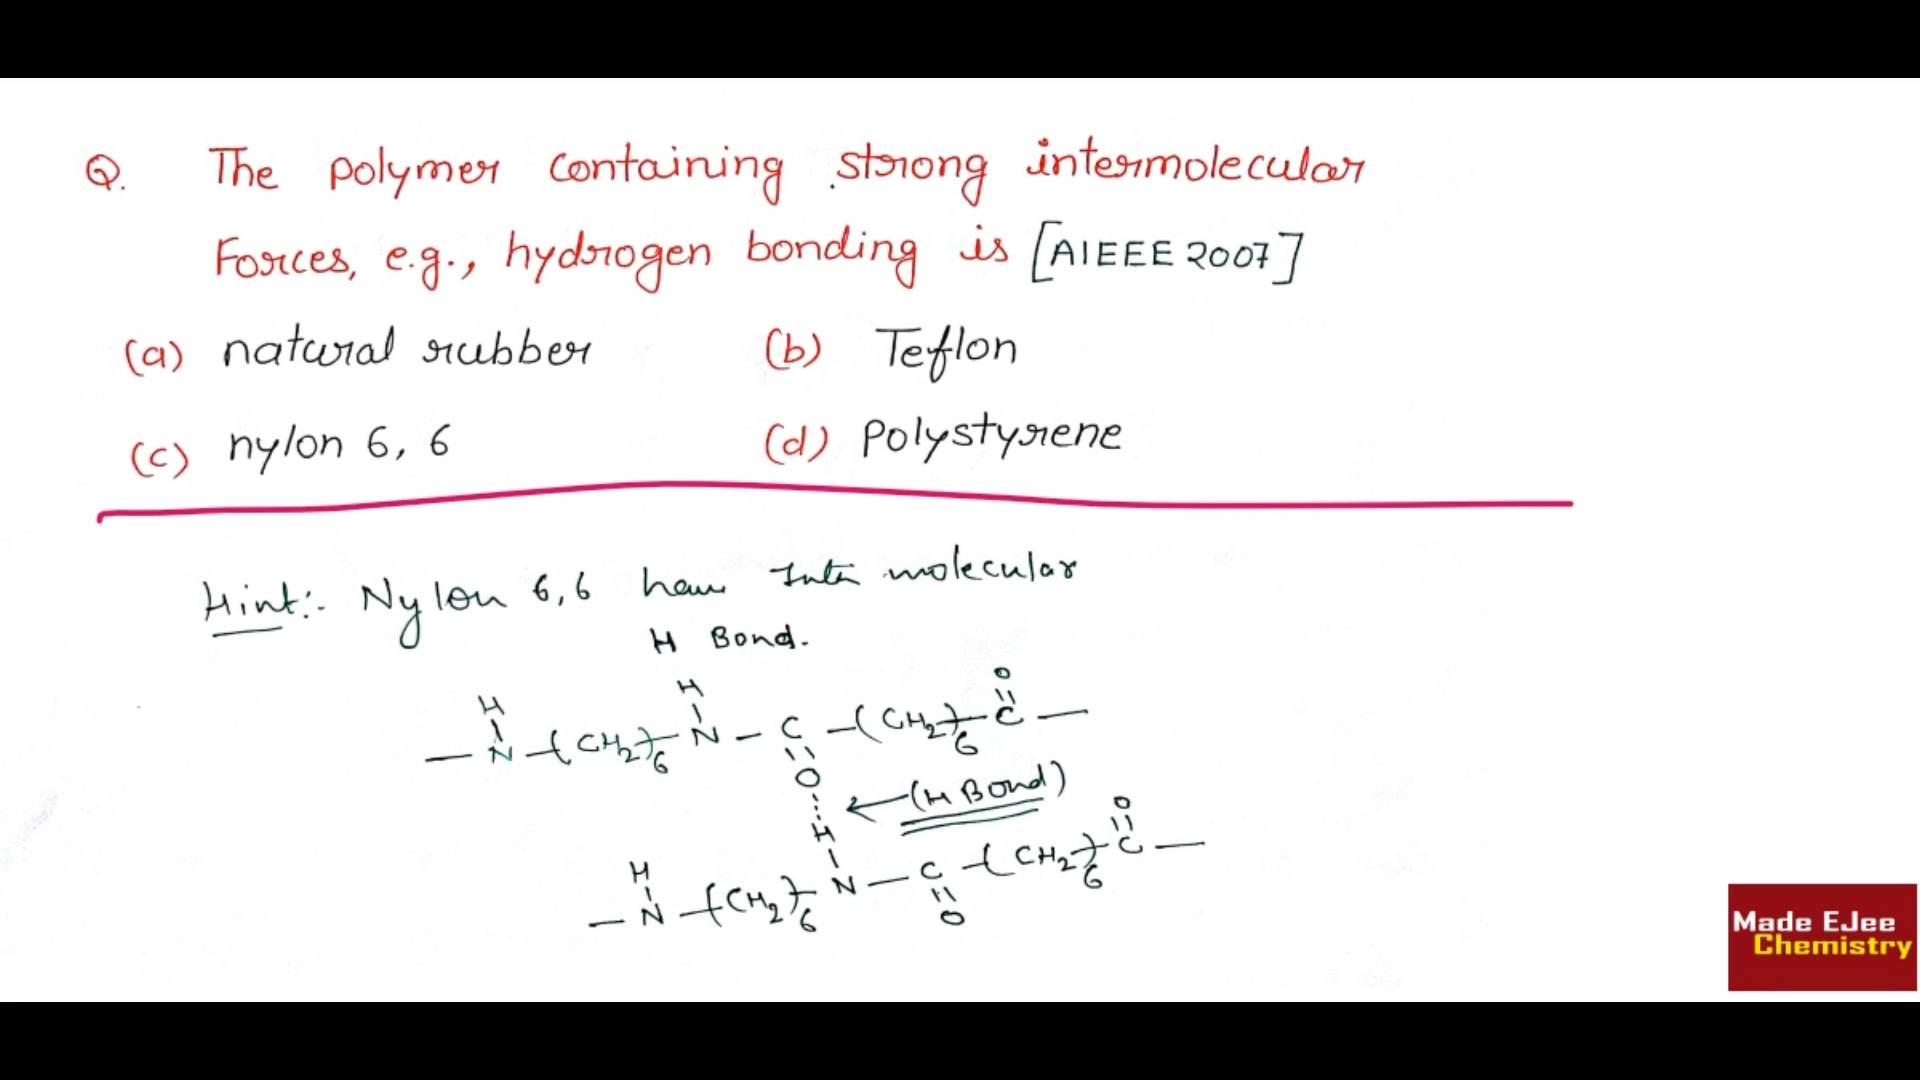 Q. The polymer containing strong intermolecular
Forces, e.g., hydrogen bonding is [AIEEE 2007]
(a) natural rubber (b) Teflon
(c) nylon 6, 6 (d) Polystyrene
Hint:- Nylon 6,6 have Inter molecular
H Bond.
H H O
— N —(CH₂)₆— N — C —(CH₂)₆— C —
O
← (H Bond)
H H O
— N —(CH₂)₆— N — C —(CH₂)₆— C —
O
Made EJee
Chemistry